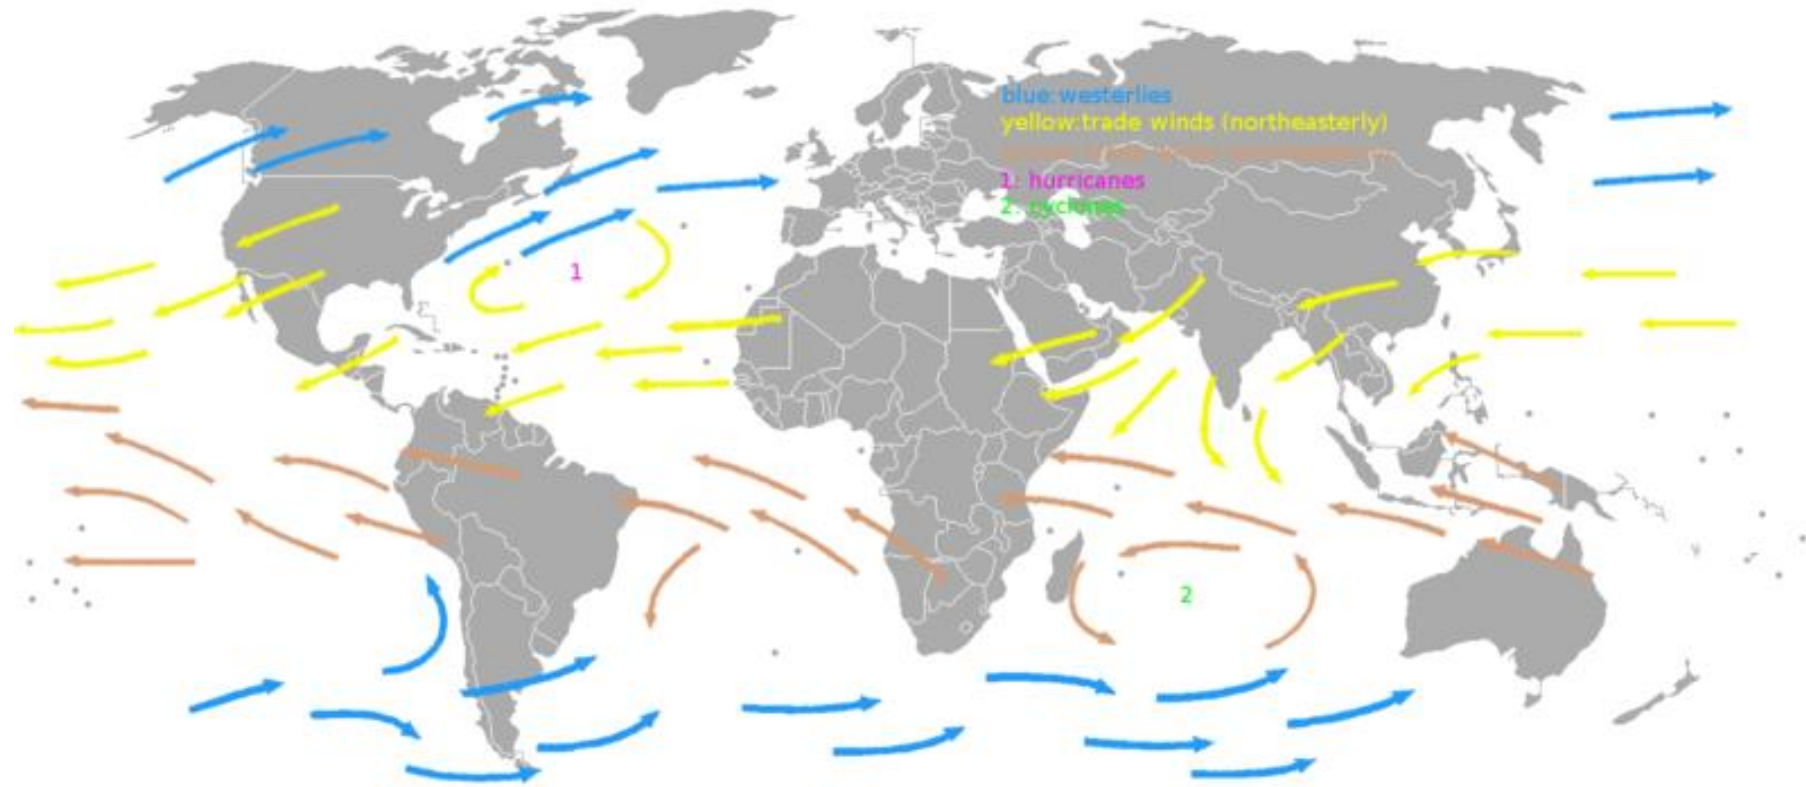 blue:westerlies
yellow:trade winds (northeasterly)
1: hurricanes
2: cyclones
1
2